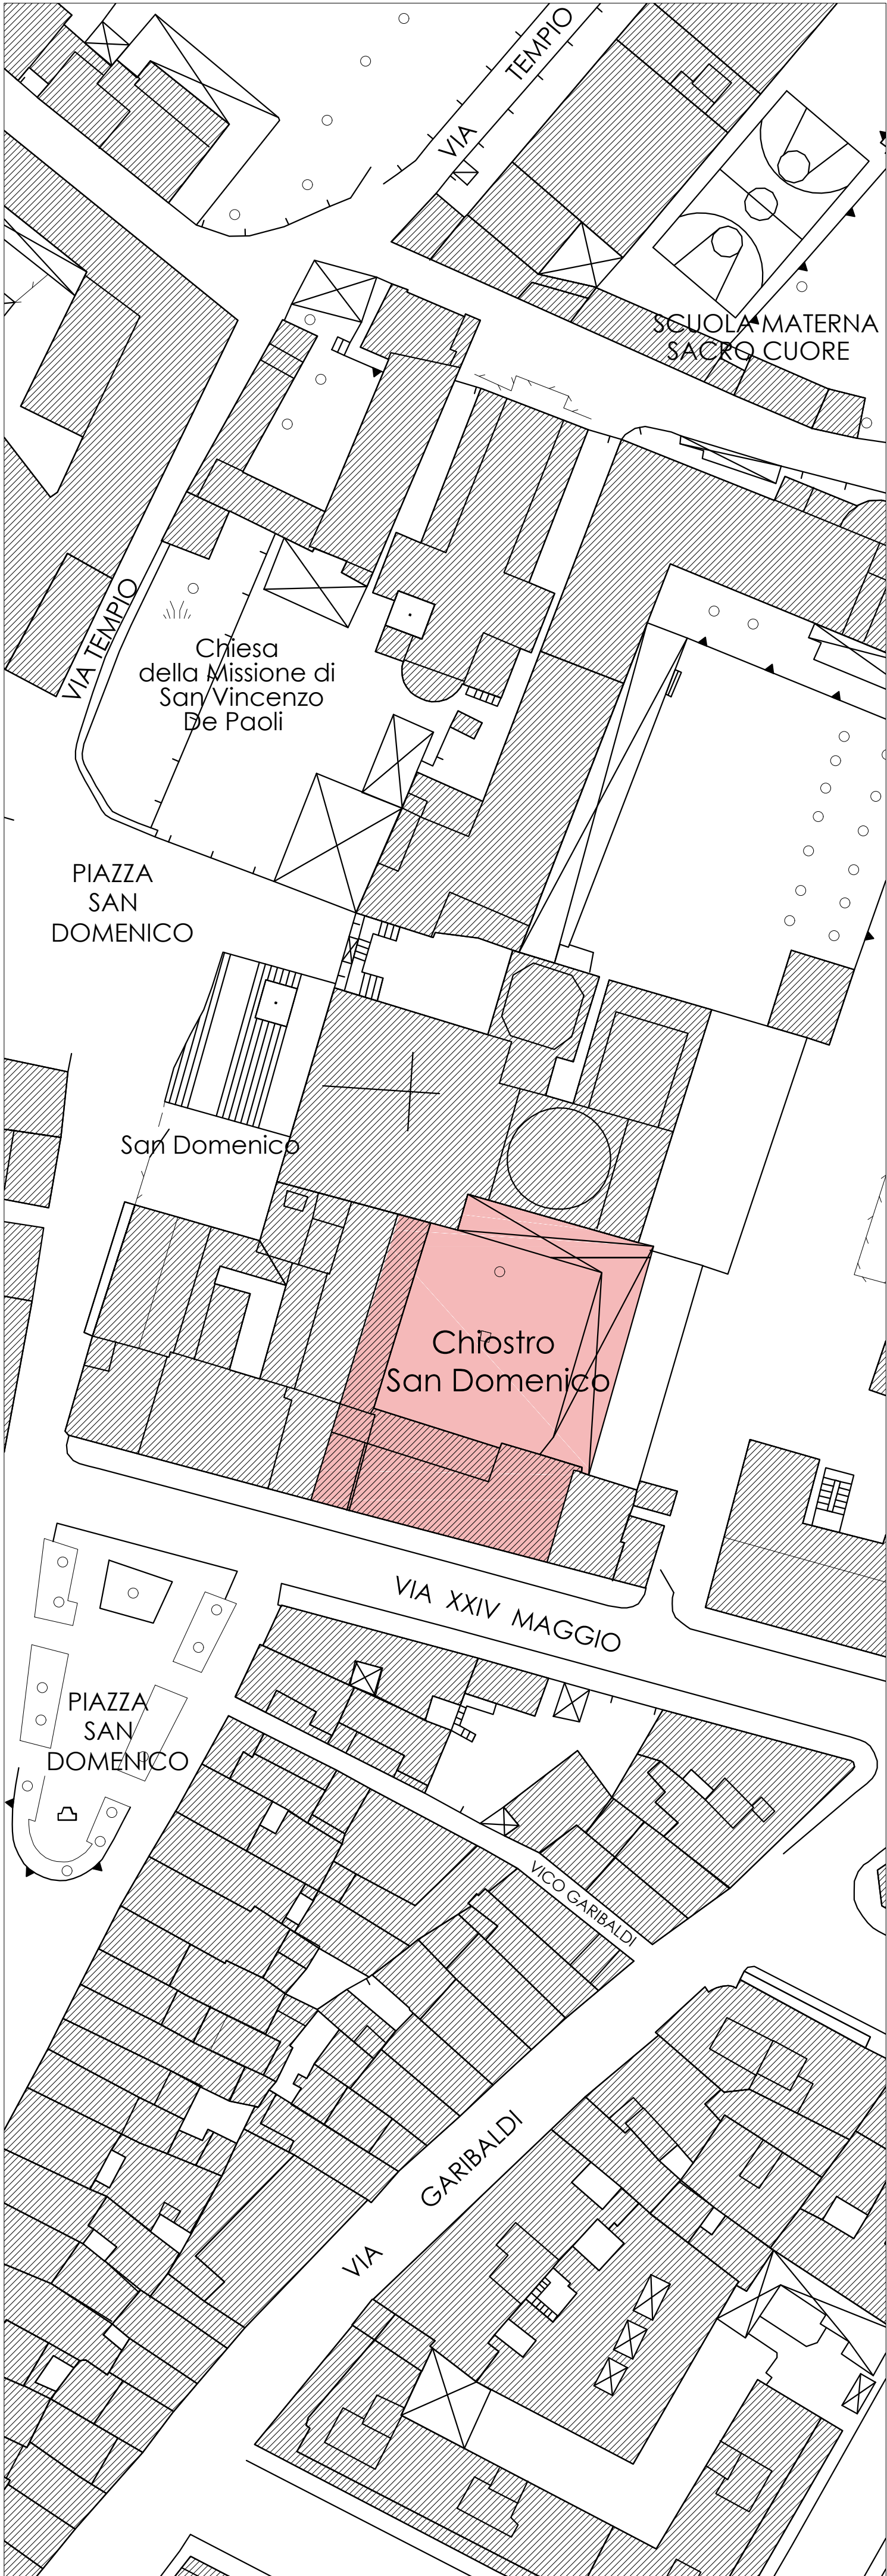 VIA TEMPIO
SCUOLA MATERNA
SACRO CUORE
VIA TEMPIO
Chiesa
della Missione di
San Vincenzo
De Paoli
PIAZZA
SAN
DOMENICO
San Domenico
Chiostro
San Domenico
VIA XXIV MAGGIO
PIAZZA
SAN
DOMENICO
VICO GARIBALDI
VIA GARIBALDI